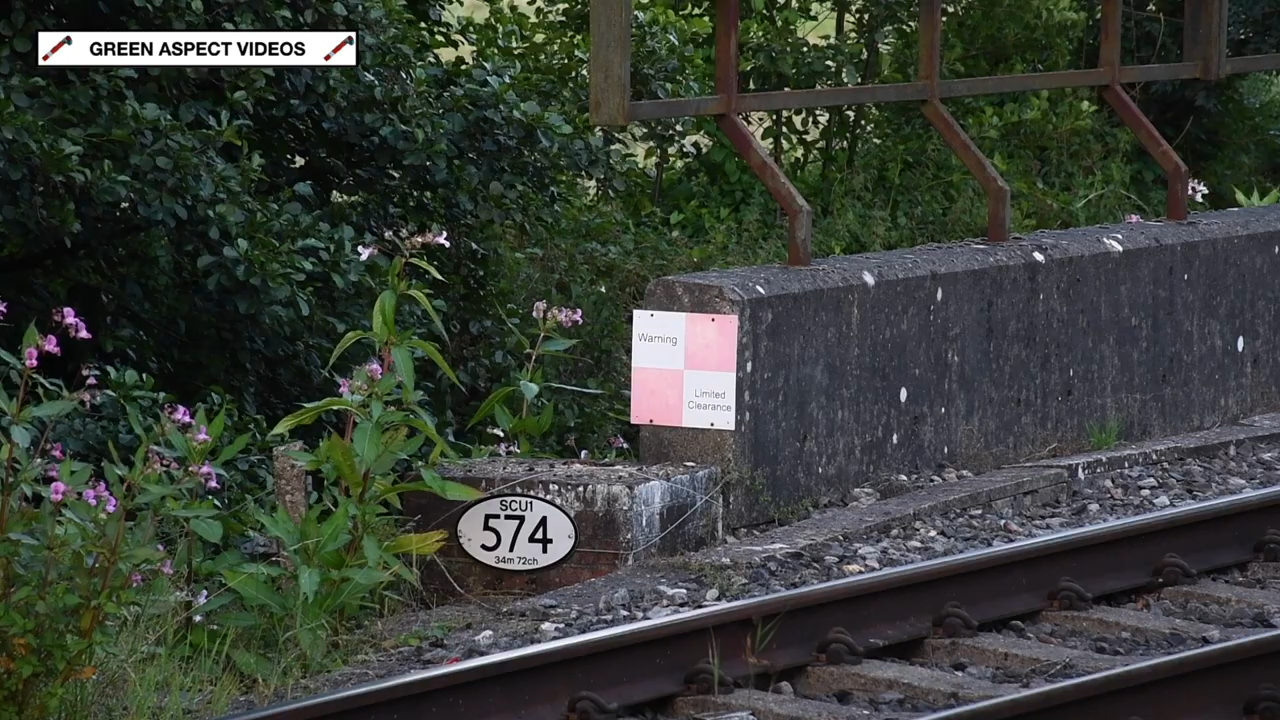 GREEN ASPECT VIDEOS
Warning
Limited
Clearance
SCU1
574
34m 72ch